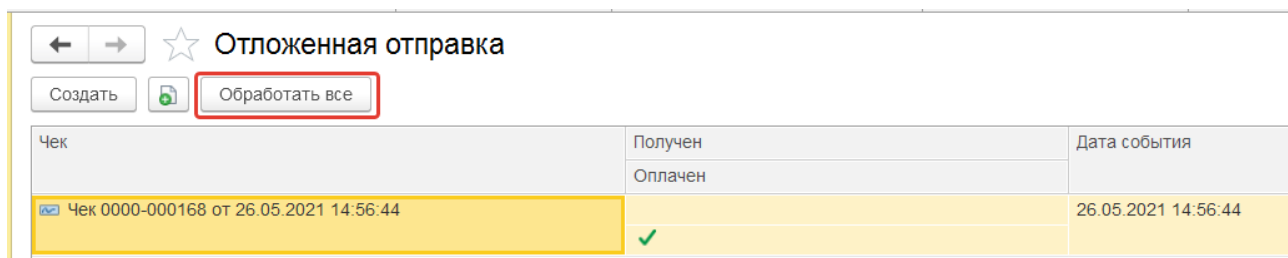 Отложенная отправка
Создать Обработать все
Чек Получен Дата события
Оплачен
Чек 0000-000168 от 26.05.2021 14:56:44 26.05.2021 14:56:44